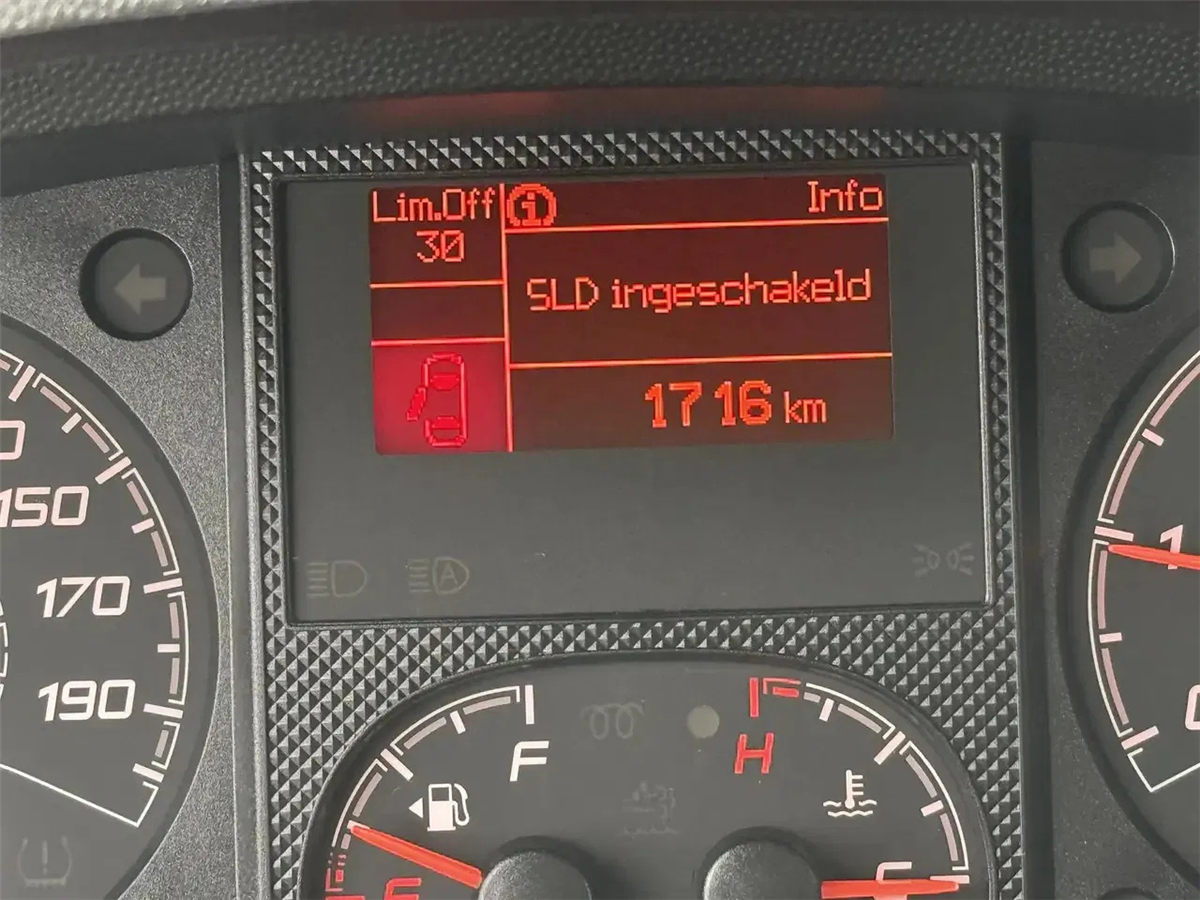 Lim.Off
30
Info
SLD ingeschakeld
1716 km
150
170
190
F
H
A